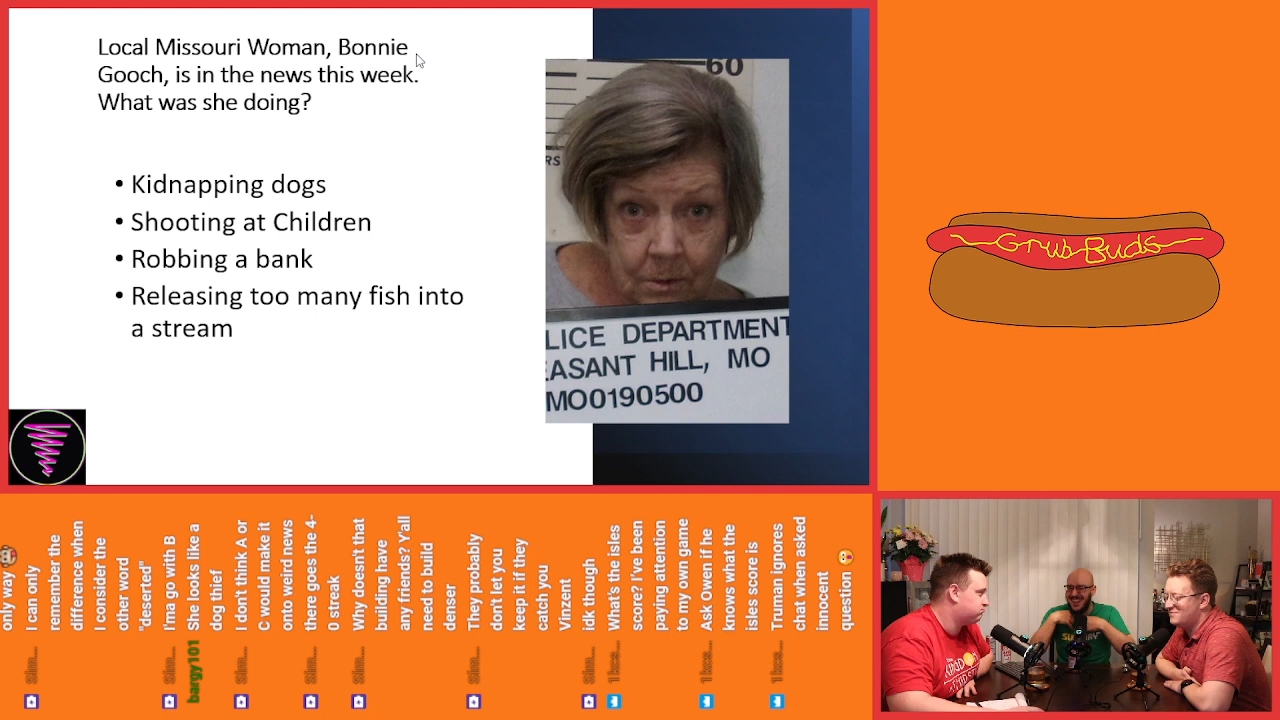 Local Missouri Woman, Bonnie
Gooch, is in the news this week.
What was she doing?
• Kidnapping dogs
• Shooting at Children
• Robbing a bank
• Releasing too many fish into
a stream
60
RS
LICE DEPARTMENT
EASANT HILL, MO
MO0190500
Grub Buds
only way
I can only
remember the
difference when
I consider the
other word
"deserted"
I'ma go with B
bargy101 She looks like a
dog thief
I don't think A or
C would make it
onto weird news
there goes the 4-
0 streak
Why doesn't that
building have
any friends? Y'all
need to build
denser
They probably
don't let you
keep it if they
catch you
Vinzent
idk though
What's the isles
score? I've been
paying attention
to my own game
Ask Owen if he
knows what the
isles score is
Truman ignores
chat when asked
innocent
question